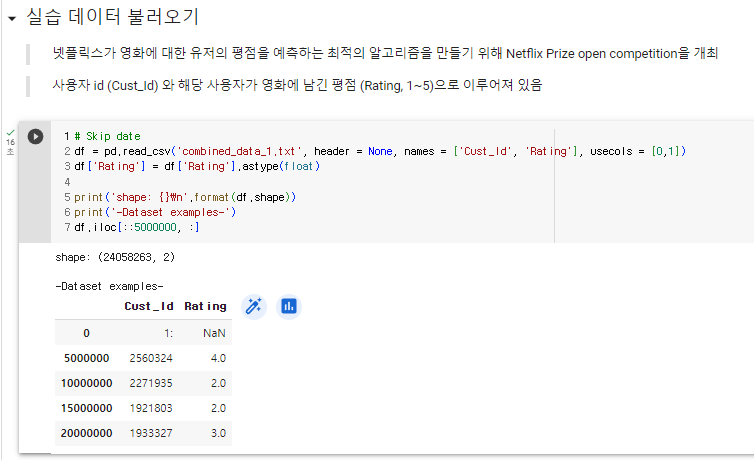 실습 데이터 불러오기
넷플릭스가 영화에 대한 유저의 평점을 예측하는 최적의 알고리즘을 만들기 위해 Netflix Prize open competition을 개최
사용자 id (Cust_Id) 와 해당 사용자가 영화에 남긴 평점 (Rating, 1~5)으로 이루어져 있음
16
초
1 # Skip date
2 df = pd.read_csv('combined_data_1.txt', header = None, names = ['Cust_Id', 'Rating'], usecols = [0,1])
3 df['Rating'] = df['Rating'].astype(float)
4
5 print('shape: {}₩n'.format(df.shape))
6 print('-Dataset examples-')
7 df.iloc[::5000000, :]
shape: (24058263, 2)
-Dataset examples-
Cust_Id Rating
0 1: NaN
5000000 2560324 4.0
10000000 2271935 2.0
15000000 1921803 2.0
20000000 1933327 3.0